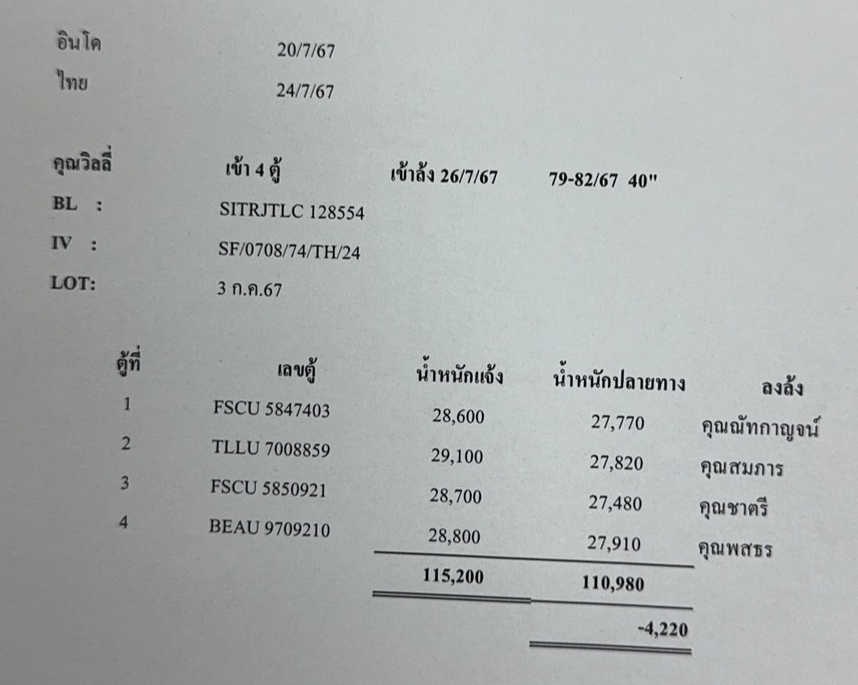 อินโด 20/7/67
ไทย 24/7/67
คุณวิลลี่ เข้า 4 ตู้ เข้าลัง 26/7/67 79-82/67 40"
BL : SITRJTLC 128554
IV : SF/0708/74/TH/24
LOT: 3 ก.ค.67
ตู้ที่ เลขตู้ น้ำหนักแจ้ง น้ำหนักปลายทาง ลงลัง
1 FSCU 5847403 28,600 27,770 คุณณัทกาญจน์
2 TLLU 7008859 29,100 27,820 คุณสมภาร
3 FSCU 5850921 28,700 27,480 คุณชาตรี
4 BEAU 9709210 28,800 27,910 คุณพสธร
115,200 110,980
-4,220